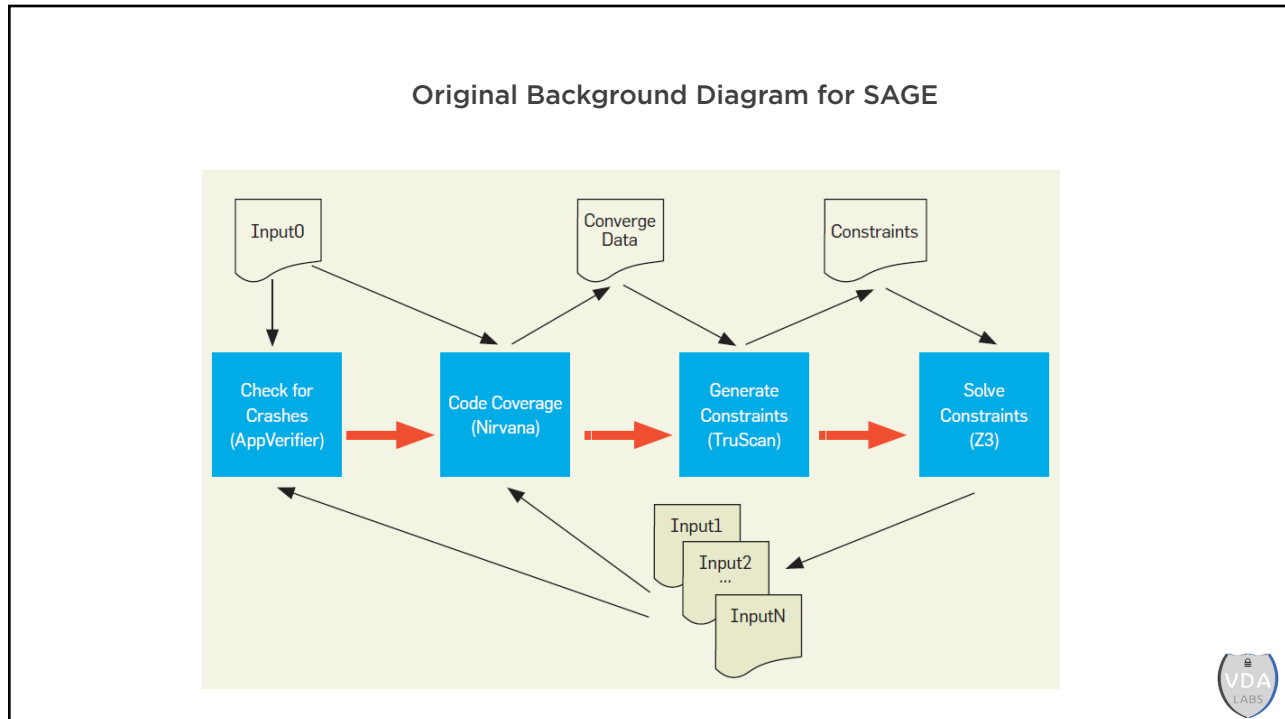 Original Background Diagram for SAGE
Input0
Converge
Data
Constraints
Check for
Crashes
(AppVerifier)
Code Coverage
(Nirvana)
Generate
Constraints
(TruScan)
Solve
Constraints
(Z3)
Input1
Input2
...
InputN
VDA
LABS